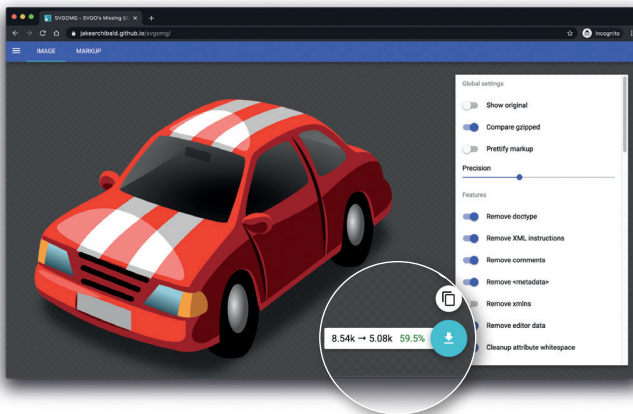 SVGOMG - SVGO's Missing GU
jakearchibald.github.io/svgomg/
Incognito
IMAGE
MARKUP
Global settings
Show original
Compare gzipped
Prettify markup
Precision
Features
Remove doctype
Remove XML instructions
Remove comments
Remove <metadata>
Remove xmlns
Remove editor data
Cleanup attribute whitespace
8.54k → 5.08k 59.5%